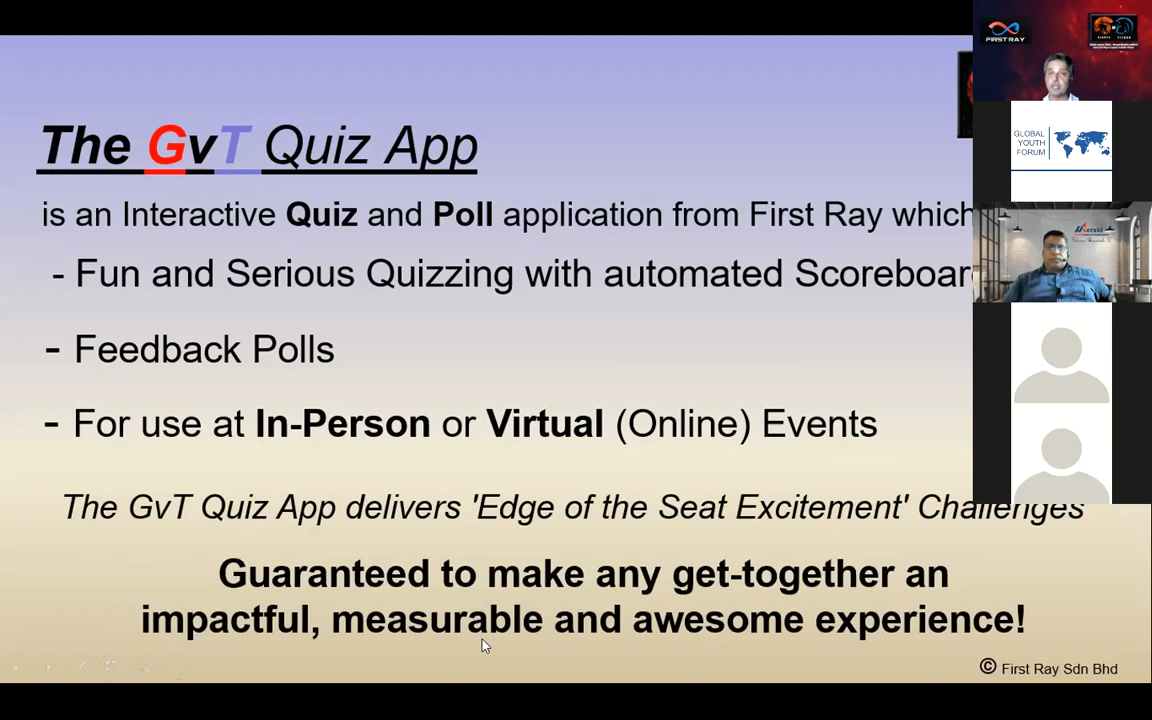 The GvT Quiz App
is an Interactive Quiz and Poll application from First Ray which
- Fun and Serious Quizzing with automated Scoreboar
- Feedback Polls
- For use at In-Person or Virtual (Online) Events
The GvT Quiz App delivers 'Edge of the Seat Excitement' Challenges
Guaranteed to make any get-together an
impactful, measurable and awesome experience!
© First Ray Sdn Bhd
FIRST RAY
GLOBAL
YOUTH
FORUM